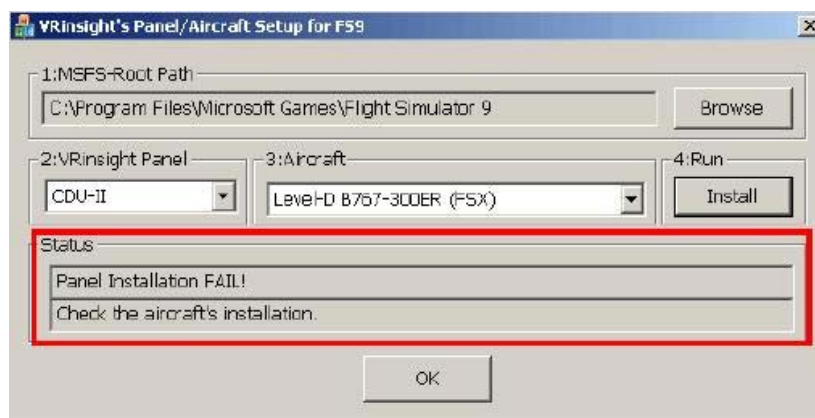 VRinsight's Panel/Aircraft Setup for FS9
1:MSFS-Root Path
C:\Program Files\Microsoft Games\Flight Simulator 9
Browse
2:VRinsight Panel
3:Aircraft
4:Run
CDU-II
Level-D B767-300ER (FSX)
Install
Status
Panel Installation FAIL!
Check the aircraft's installation.
OK